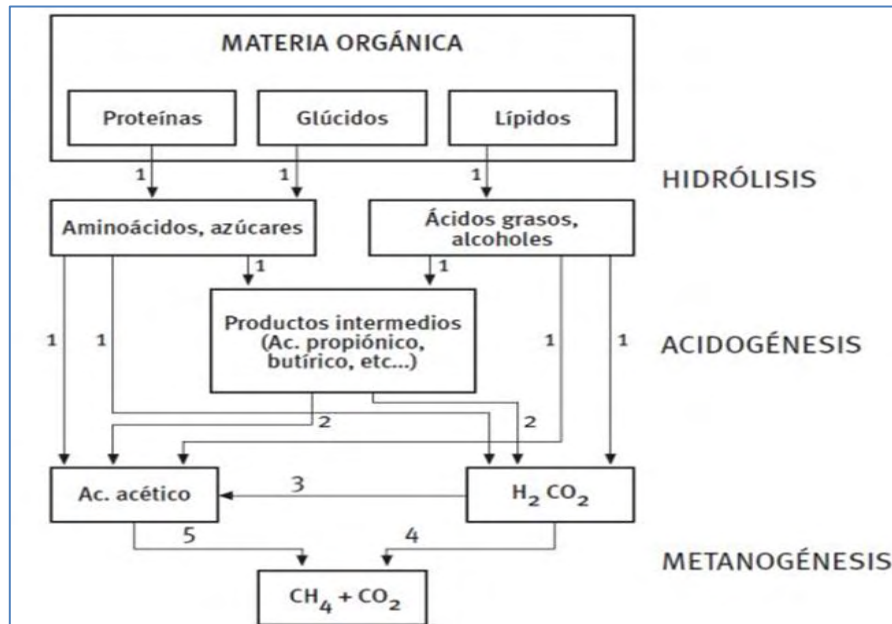 MATERIA ORGÁNICA
Proteínas
Glúcidos
Lípidos
1
1
1
HIDRÓLISIS
Aminoácidos, azúcares
Ácidos grasos,
alcoholes
1
1
1
1
1
1
Productos intermedios
(Ac. propiónico,
butírico, etc...)
ACIDOGÉNESIS
2
2
Ac. acético
3
H₂ CO₂
5
4
METANOGÉNESIS
CH₄ + CO₂